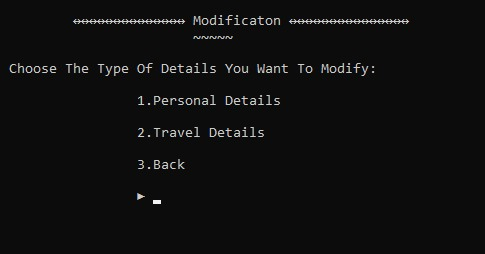 ↔↔↔↔↔↔↔↔↔↔↔↔↔↔ Modificaton ↔↔↔↔↔↔↔↔↔↔↔↔↔↔↔
~~~~~
Choose The Type Of Details You Want To Modify:
1.Personal Details
2.Travel Details
3.Back
► _